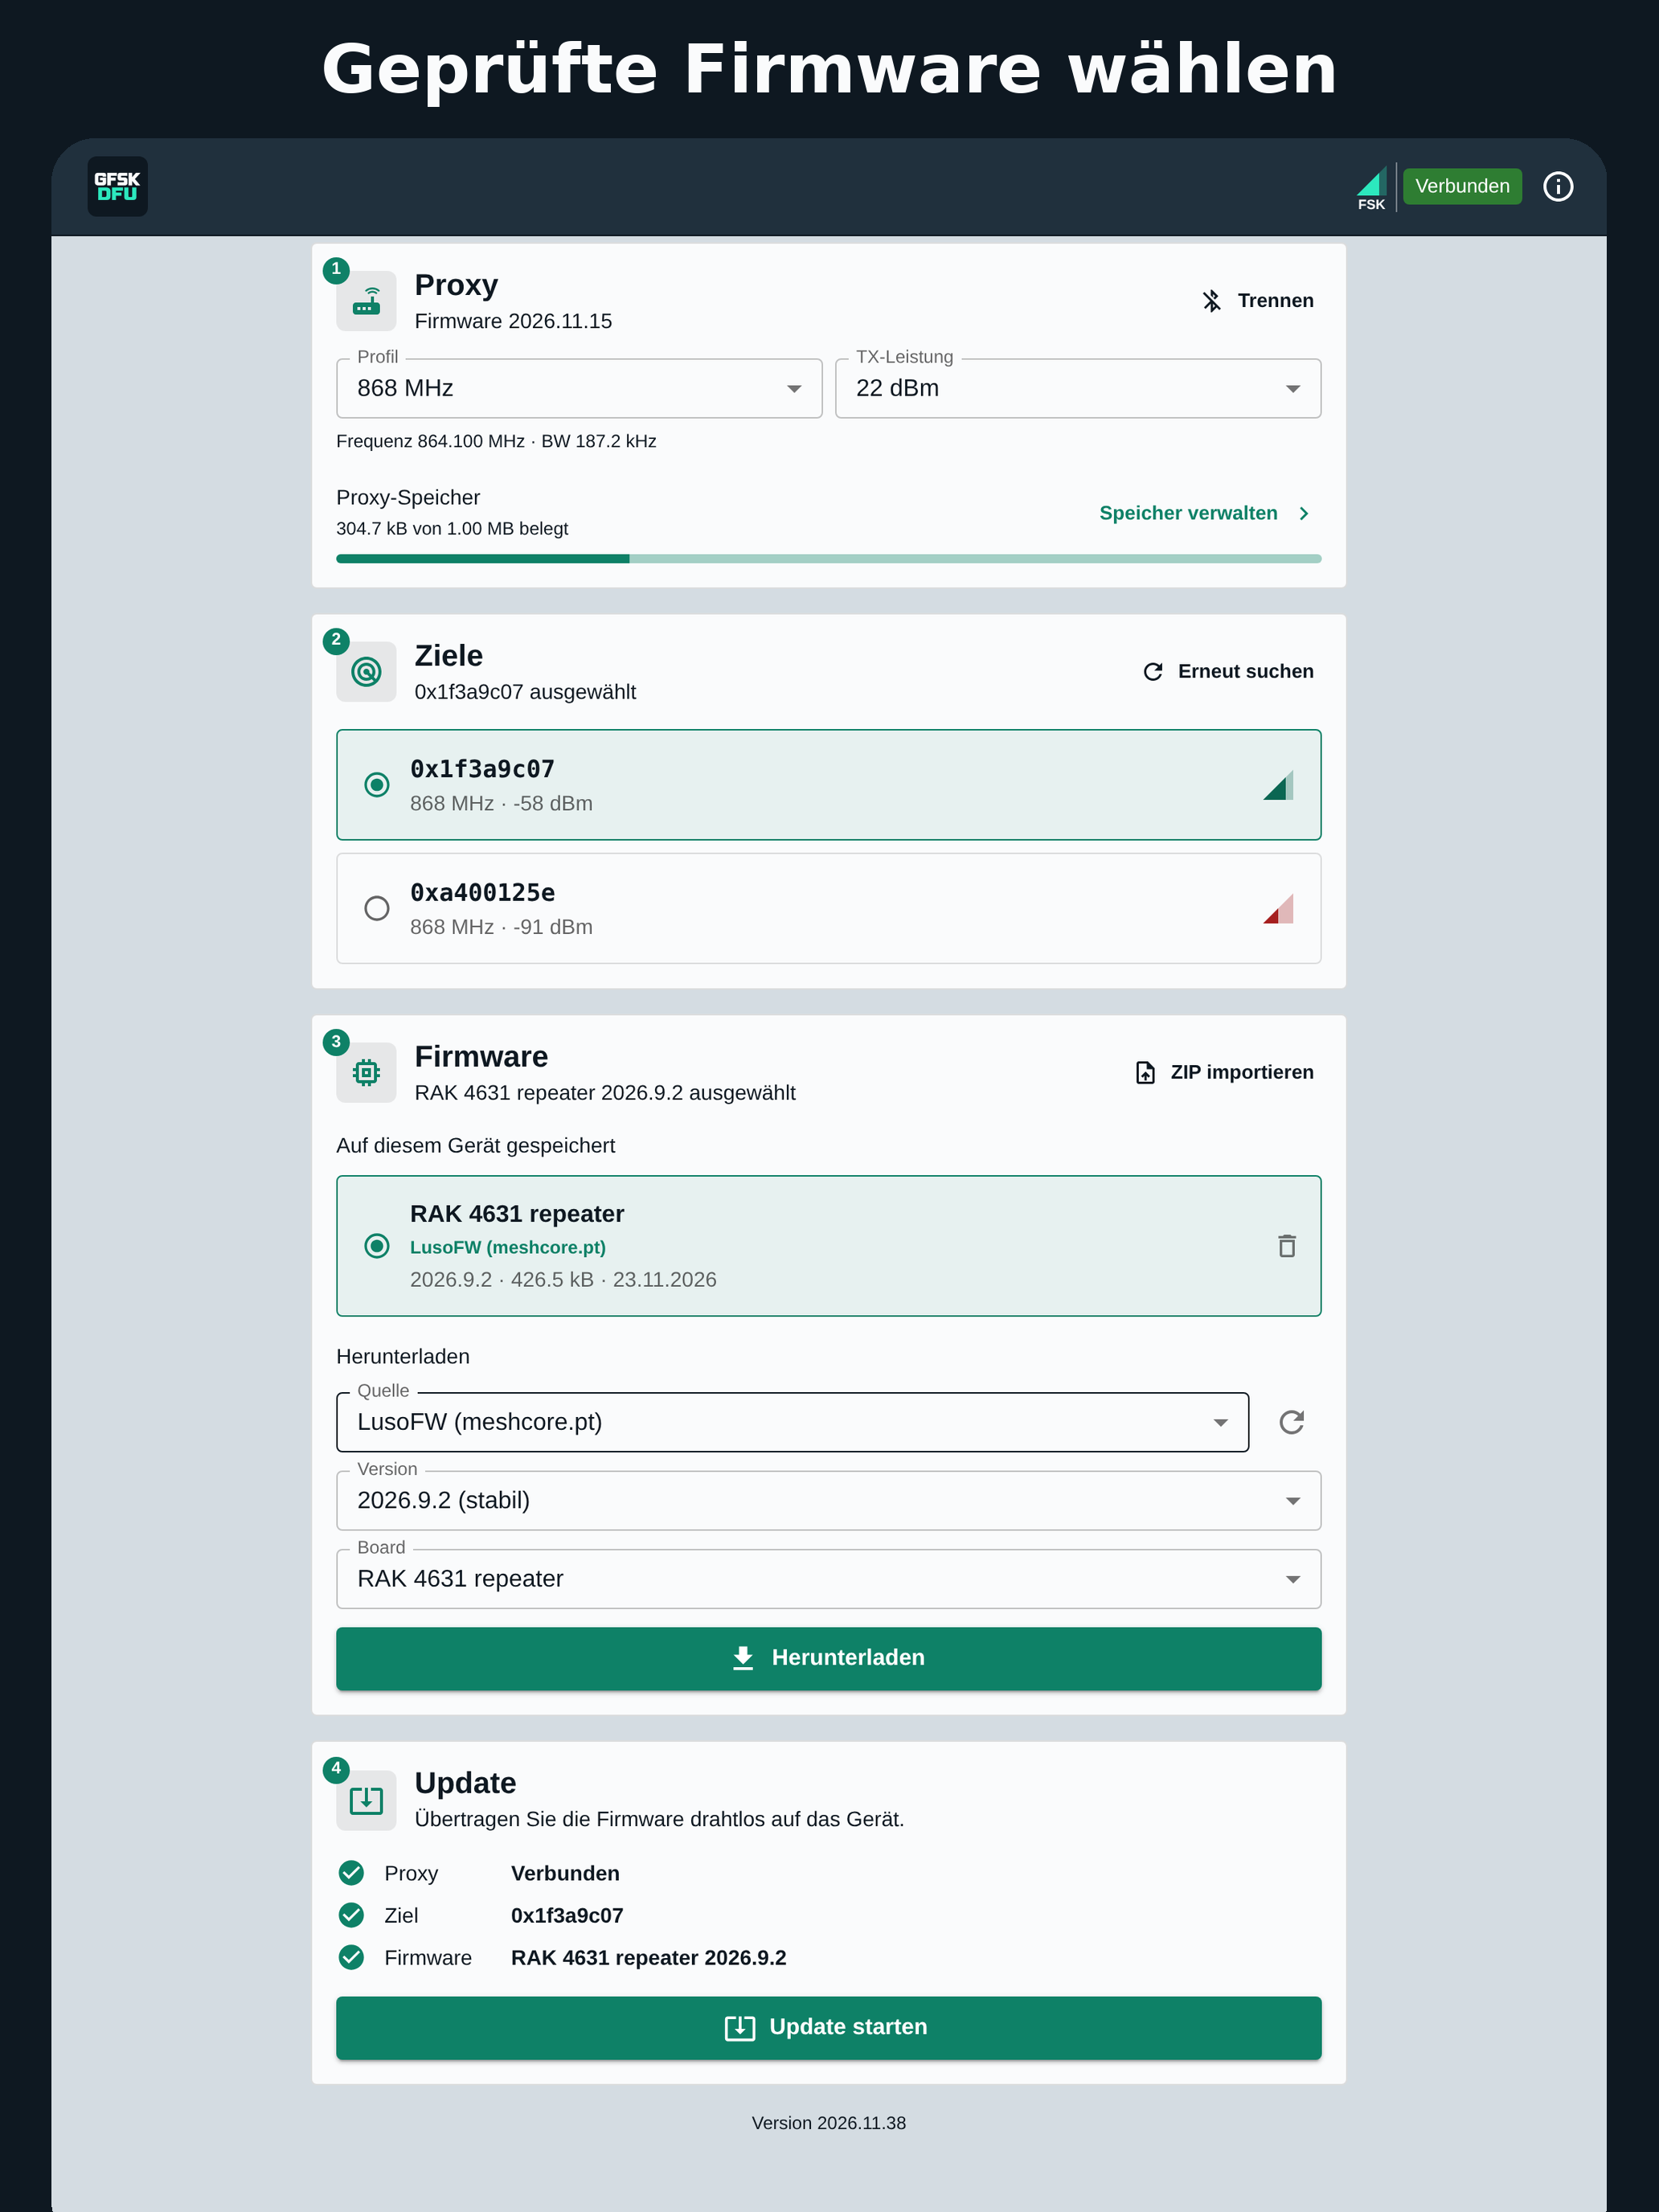 Geprüfte Firmware wählen
GFSK
DFU
FSK
Verbunden
1
Proxy
Firmware 2026.11.15
Trennen
Profil
868 MHz
TX-Leistung
22 dBm
Frequenz 864.100 MHz · BW 187.2 kHz
Proxy-Speicher
304.7 kB von 1.00 MB belegt
Speicher verwalten
2
Ziele
0x1f3a9c07 ausgewählt
Erneut suchen
0x1f3a9c07
868 MHz · -58 dBm
0xa400125e
868 MHz · -91 dBm
3
Firmware
RAK 4631 repeater 2026.9.2 ausgewählt
ZIP importieren
Auf diesem Gerät gespeichert
RAK 4631 repeater
LusoFW (meshcore.pt)
2026.9.2 · 426.5 kB · 23.11.2026
Herunterladen
Quelle
LusoFW (meshcore.pt)
Version
2026.9.2 (stabil)
Board
RAK 4631 repeater
Herunterladen
4
Update
Übertragen Sie die Firmware drahtlos auf das Gerät.
Proxy Verbunden
Ziel 0x1f3a9c07
Firmware RAK 4631 repeater 2026.9.2
Update starten
Version 2026.11.38